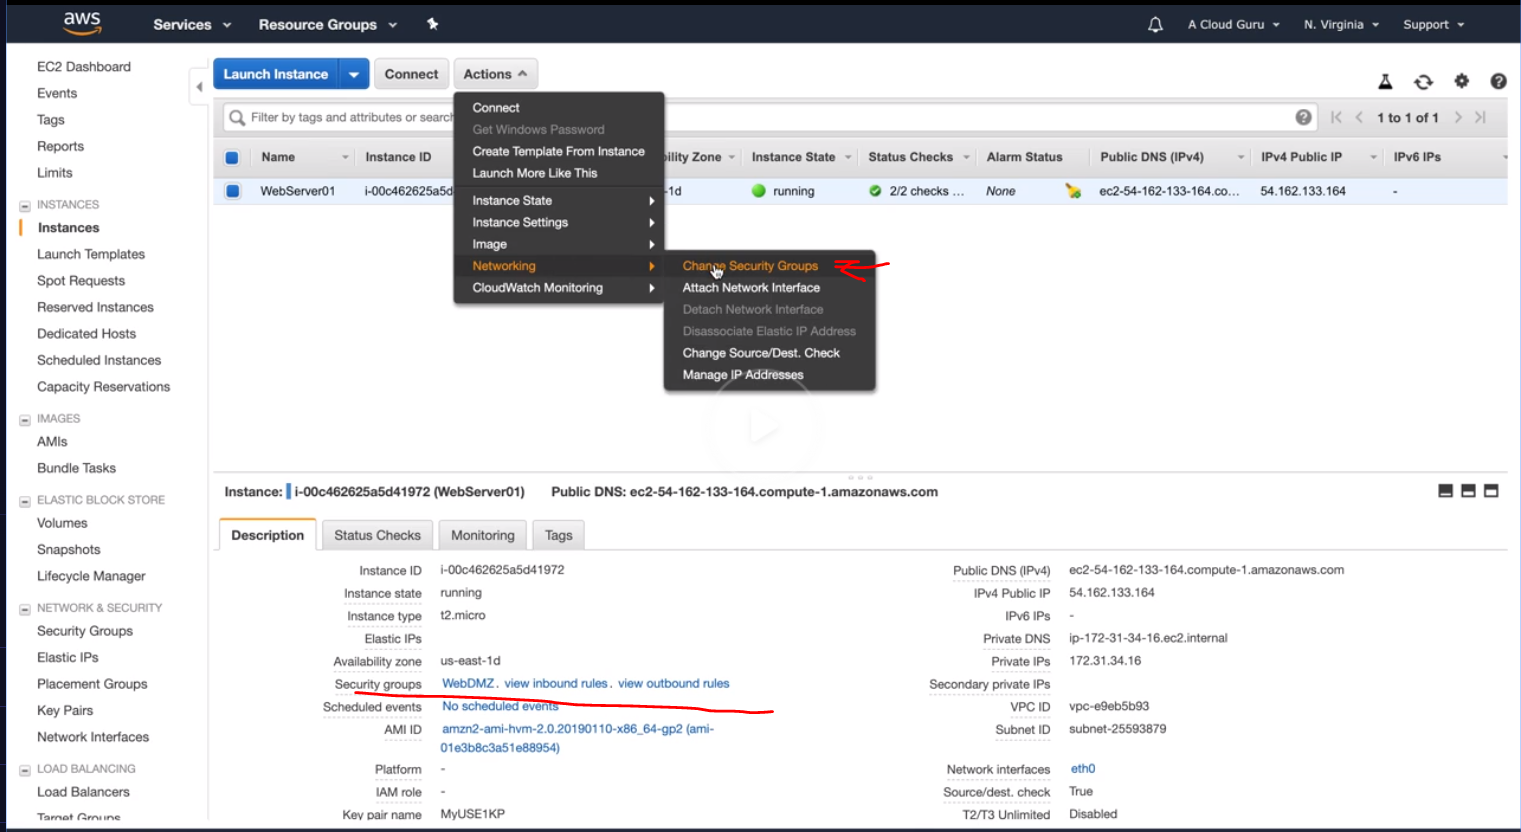 aws Services Resource Groups A Cloud Guru N. Virginia Support
EC2 Dashboard
Events
Tags
Reports
Limits
INSTANCES
Instances
Launch Templates
Spot Requests
Reserved Instances
Dedicated Hosts
Scheduled Instances
Capacity Reservations
IMAGES
AMIs
Bundle Tasks
ELASTIC BLOCK STORE
Volumes
Snapshots
Lifecycle Manager
NETWORK & SECURITY
Security Groups
Elastic IPs
Placement Groups
Key Pairs
Network Interfaces
LOAD BALANCING
Load Balancers
Target Groups
Launch Instance Connect Actions
Filter by tags and attributes or search 1 to 1 of 1
Name Instance ID ility Zone Instance State Status Checks Alarm Status Public DNS (IPv4) IPv4 Public IP IPv6 IPs
WebServer01 i-00c462625a5d -1d running 2/2 checks ... None ec2-54-162-133-164.co... 54.162.133.164 -
Connect
Get Windows Password
Create Template From Instance
Launch More Like This
Instance State
Instance Settings
Image
Networking
CloudWatch Monitoring
Change Security Groups
Attach Network Interface
Detach Network Interface
Disassociate Elastic IP Address
Change Source/Dest. Check
Manage IP Addresses
Instance: i-00c462625a5d41972 (WebServer01) Public DNS: ec2-54-162-133-164.compute-1.amazonaws.com
Description Status Checks Monitoring Tags
Instance ID i-00c462625a5d41972
Instance state running
Instance type t2.micro
Elastic IPs
Availability zone us-east-1d
Security groups WebDMZ. view inbound rules. view outbound rules
Scheduled events No scheduled events
AMI ID amzn2-ami-hvm-2.0.20190110-x86_64-gp2 (ami-
01e3b8c3a51e88954)
Platform -
IAM role -
Key pair name MyUSE1KP
Public DNS (IPv4) ec2-54-162-133-164.compute-1.amazonaws.com
IPv4 Public IP 54.162.133.164
IPv6 IPs -
Private DNS ip-172-31-34-16.ec2.internal
Private IPs 172.31.34.16
Secondary private IPs
VPC ID vpc-e9eb5b93
Subnet ID subnet-25593879
Network interfaces eth0
Source/dest. check True
T2/T3 Unlimited Disabled